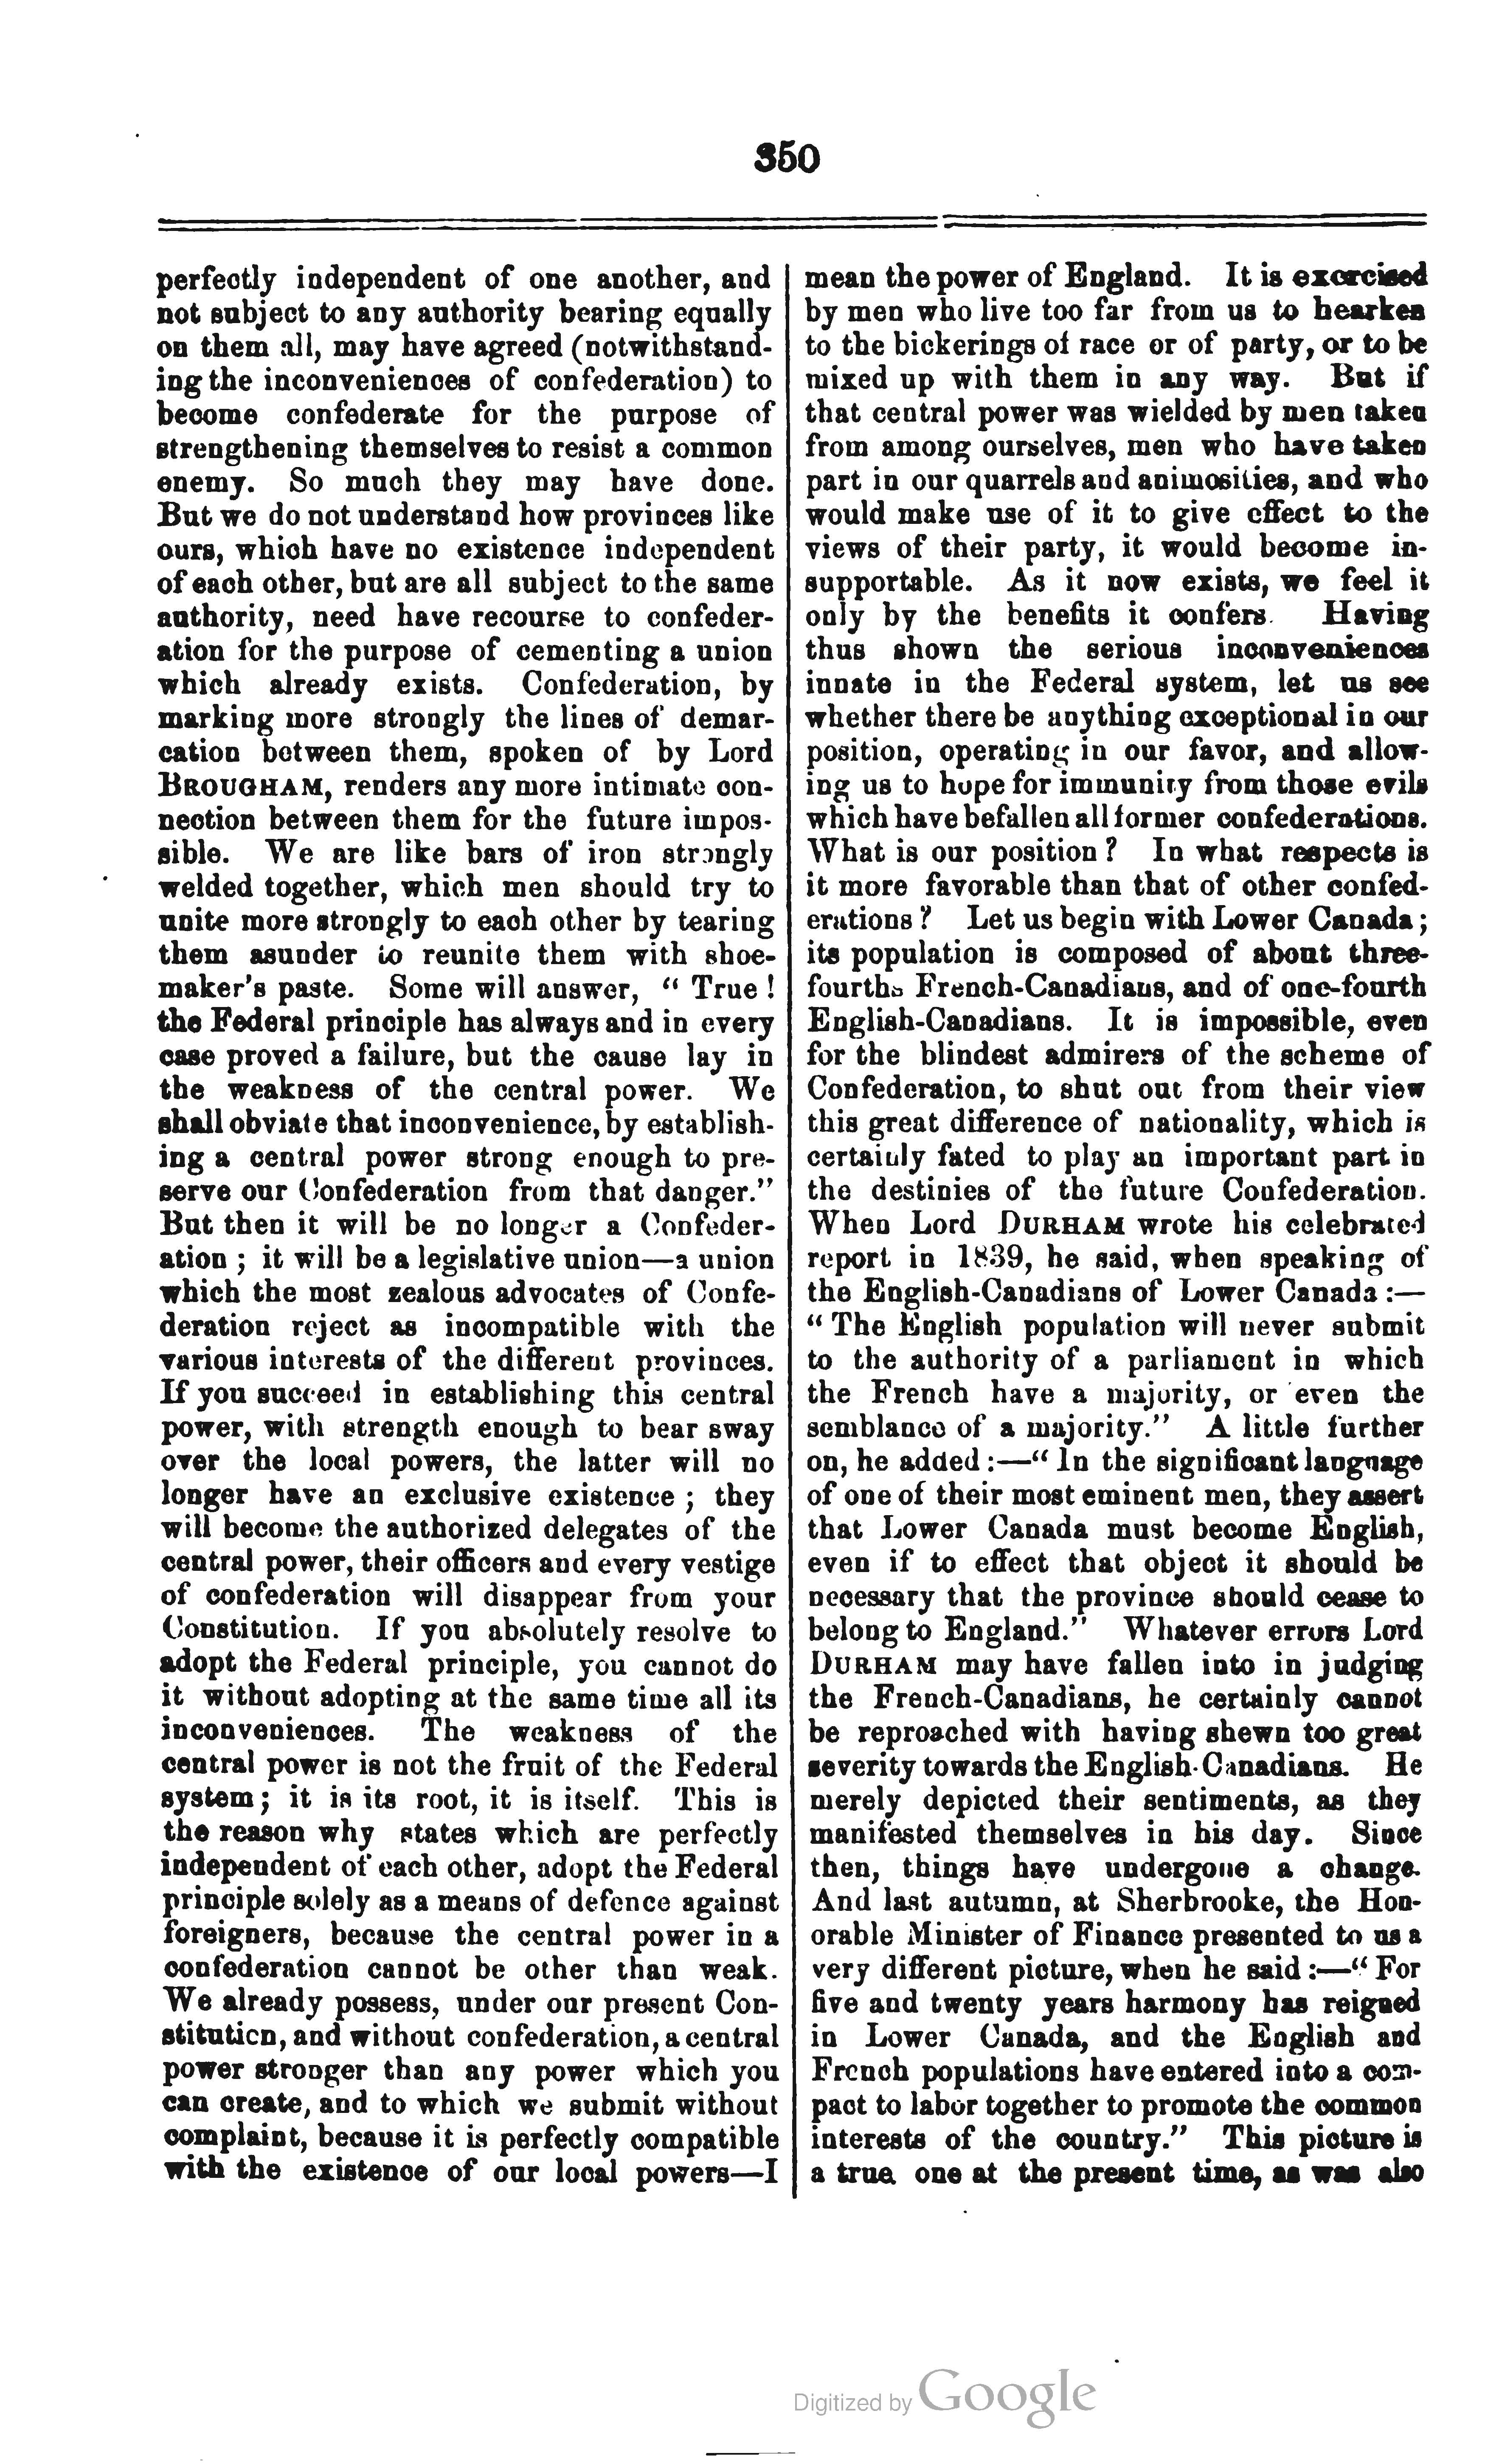 350
perfectly independent of one another, and
not subject to any authority bearing equally
on them all, may have agreed (notwithstand-
ing the inconveniences of confederation) to
become confederate for the purpose of
strengthening themselves to resist a common
enemy. So much they may have done.
But we do not understand how provinces like
ours, which have no existence independent
of each other, but are all subject to the same
authority, need have recourse to confeder-
ation for the purpose of cementing a union
which already exists. Confederation, by
marking more strongly the lines of demar-
cation between them, spoken of by Lord
BROUGHAM, renders any more intimate con-
nection between them for the future impos-
sible. We are like bars of iron strongly
welded together, which men should try to
unite more strongly to each other by tearing
them asunder to reunite them with shoe-
maker's paste. Some will answer, " True !
the Federal principle has always and in every
case proved a failure, but the cause lay in
the weakness of the central power. We
shall obviate that inconvenience, by establish-
ing a central power strong enough to pre-
serve our Confederation from that danger."
But then it will be no longer a Confeder-
ation ; it will be a legislative union—a union
which the most zealous advocates of Confe-
deration reject as incompatible with the
various interests of the different provinces.
If you succeed in establishing this central
power, with strength enough to bear sway
over the local powers, the latter will no
longer have an exclusive existence ; they
will become the authorized delegates of the
central power, their officers and every vestige
of confederation will disappear from your
Constitution. If you absolutely resolve to
adopt the Federal principle, you cannot do
it without adopting at the same time all its
inconveniences. The weakness of the
central power is not the fruit of the Federal
system ; it is its root, it is itself. This is
the reason why states which are perfectly
independent of each other, adopt the Federal
principle solely as a means of defence against
foreigners, because the central power in a
confederation cannot be other than weak.
We already possess, under our present Con-
stitution, and without confederation, a central
power stronger than any power which you
can create, and to which we submit without
complaint, because it is perfectly compatible
with the existence of our local powers—I
mean the power of England. It is exercised
by men who live too far from us to hearken
to the bickerings of race or of party, or to be
mixed up with them in any way. But if
that central power was wielded by men taken
from among ourselves, men who have taken
part in our quarrels and animosities, and who
would make use of it to give effect to the
views of their party, it would become in-
supportable. As it now exists, we feel it
only by the benefits it confers. Having
thus shown the serious inconveniences
innate in the Federal system, let us see
whether there be anything exceptional in our
position, operating in our favor, and allow-
ing us to hope for immunity from those evils
which have befallen all former confederations.
What is our position ? In what respects is
it more favorable than that of other confed-
erations ? Let us begin with Lower Canada ;
its population is composed of about three-
fourths French-Canadians, and of one-fourth
English-Canadians. It is impossible, even
for the blindest admirers of the scheme of
Confederation, to shut out from their view
this great difference of nationality, which is
certainly fated to play an important part in
the destinies of the future Confederation.
When Lord DURHAM wrote his celebrated
report in 1839, he said, when speaking of
the English-Canadians of Lower Canada :—
" The English population will never submit
to the authority of a parliament in which
the French have a majority, or even the
semblance of a majority." A little further
on, he added :—" In the significant language
of one of their most eminent men, they assert
that Lower Canada must become English,
even if to effect that object it should be
necessary that the province should cease to
belong to England." Whatever errors Lord
DURHAM may have fallen into in judging
the French-Canadians, he certainly cannot
be reproached with having shewn too great
severity towards the English-Canadians. He
merely depicted their sentiments, as they
manifested themselves in his day. Since
then, things have undergone a change.
And last autumn, at Sherbrooke, the Hon-
orable Minister of Finance presented to us a
very different picture, when he said :—" For
five and twenty years harmony has reigned
in Lower Canada, and the English and
French populations have entered into a com-
pact to labor together to promote the common
interests of the country." This picture is
a true one at the present time, as was also
Digitized by Google